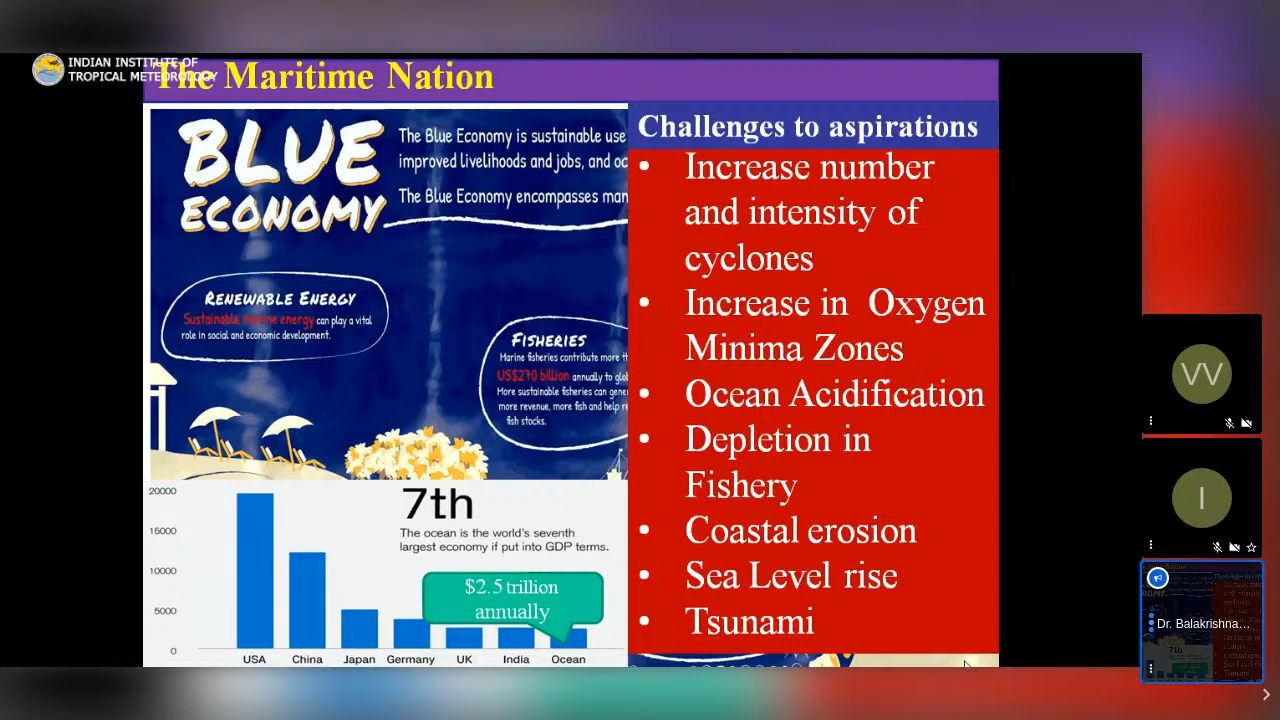 INDIAN INSTITUTE OF
TROPICAL METEOROLOGY
The Maritime Nation
BLUE
ECONOMY
The Blue Economy is sustainable use
improved livelihoods and jobs, and oc
The Blue Economy encompasses man
RENEWABLE ENERGY
Sustainable marine energy can play a vital
role in social and economic development.
FISHERIES
Marine fisheries contribute more th
US$270 billion annually to glo
More sustainable fisheries can gene
more revenue, more fish and help re
fish stocks.
20000
15000
10000
5000
0
7th
The ocean is the world's seventh
largest economy if put into GDP terms.
$2.5 trillion
annually
USA China Japan Germany UK India Ocean
Challenges to aspirations
• Increase number
and intensity of
cyclones
• Increase in Oxygen
Minima Zones
• Ocean Acidification
• Depletion in
Fishery
• Coastal erosion
• Sea Level rise
• Tsunami
VV
I
Dr. Balakrishna...